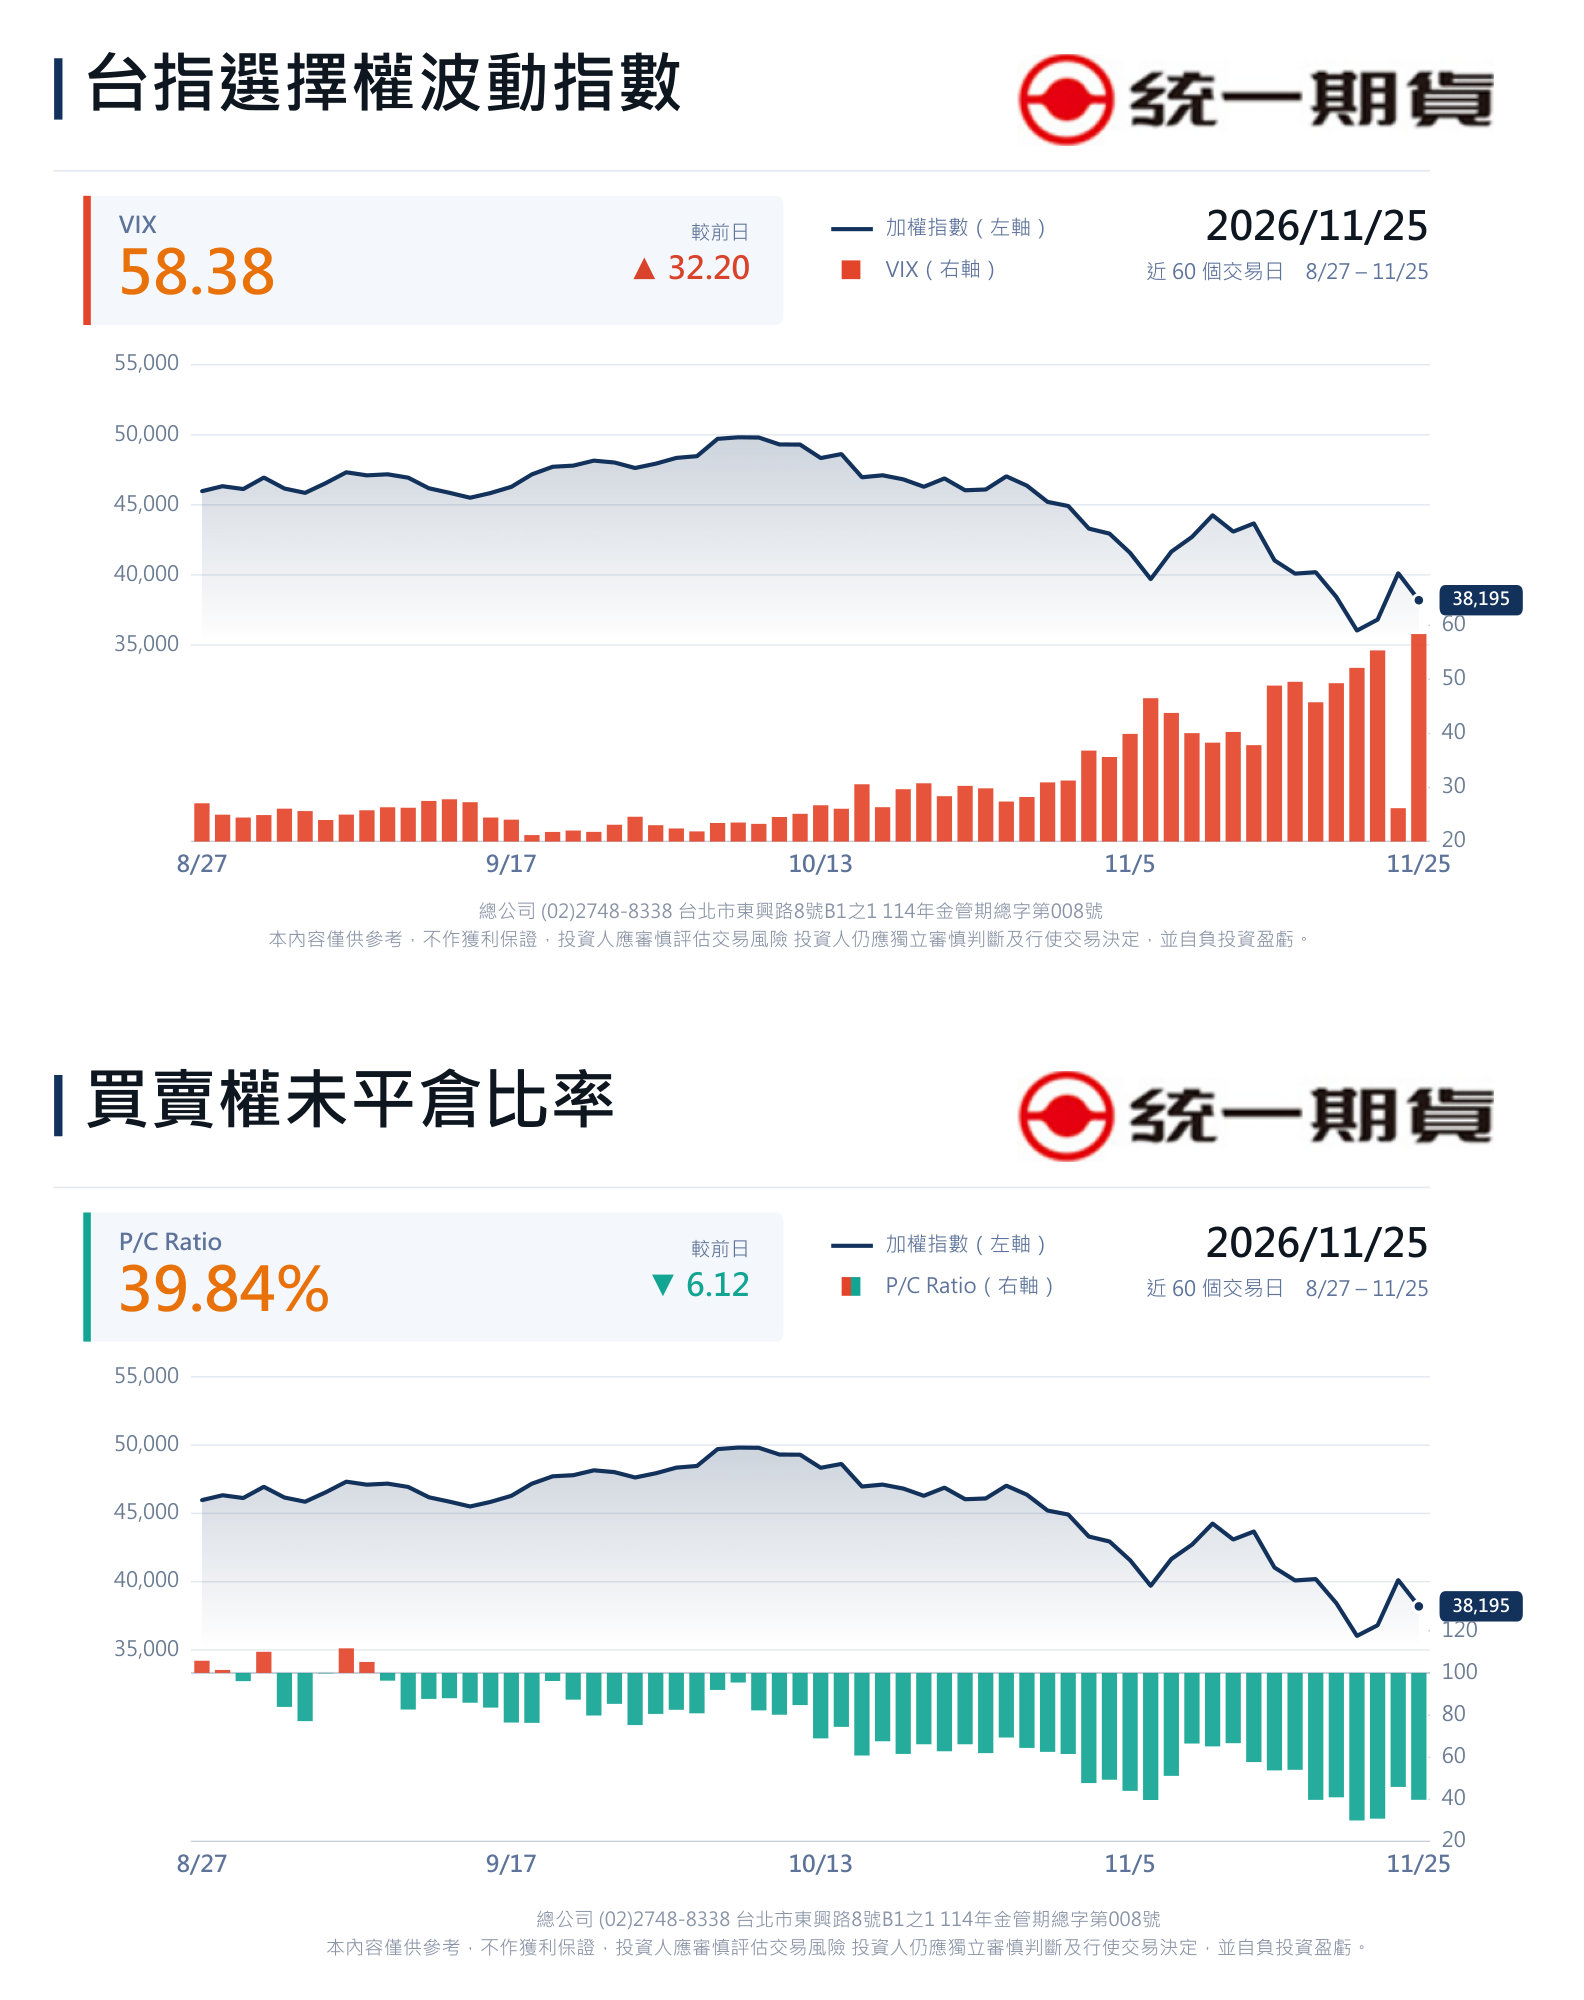 台指選擇權波動指數
統一期貨
VIX
58.38
較前日
▲ 32.20
加權指數（左軸）
VIX（右軸）
2026/11/25
近 60 個交易日 8/27 – 11/25
55,000
50,000
45,000
40,000
35,000
38,195
60
50
40
30
20
8/27 9/17 10/13 11/5 11/25
總公司 (02)2748-8338 台北市東興路8號B1之1 114年金管期總字第008號
本內容僅供參考，不作獲利保證，投資人應審慎評估交易風險 投資人仍應獨立審慎判斷及行使交易決定，並自負投資盈虧。
買賣權未平倉比率
統一期貨
P/C Ratio
39.84%
較前日
▼ 6.12
加權指數（左軸）
P/C Ratio（右軸）
2026/11/25
近 60 個交易日 8/27 – 11/25
55,000
50,000
45,000
40,000
35,000
38,195
120
100
80
60
40
20
8/27 9/17 10/13 11/5 11/25
總公司 (02)2748-8338 台北市東興路8號B1之1 114年金管期總字第008號
本內容僅供參考，不作獲利保證，投資人應審慎評估交易風險 投資人仍應獨立審慎判斷及行使交易決定，並自負投資盈虧。